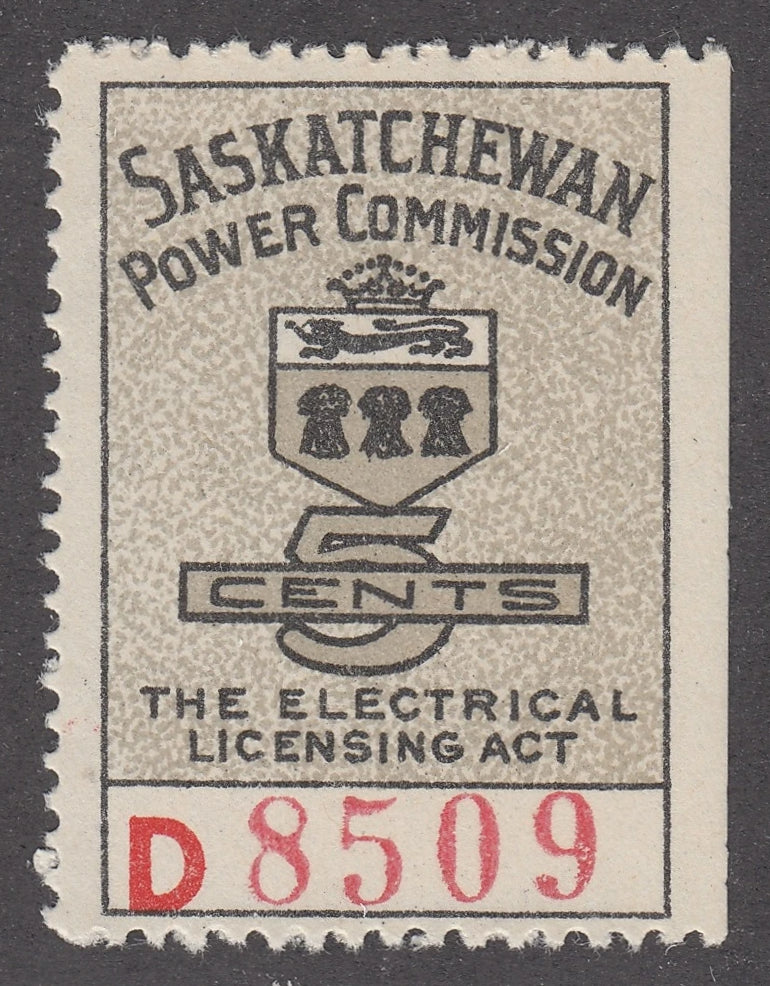 SASKATCHEWAN
POWER COMMISSION
5
CENTS
THE ELECTRICAL
LICENSING ACT
D 8509